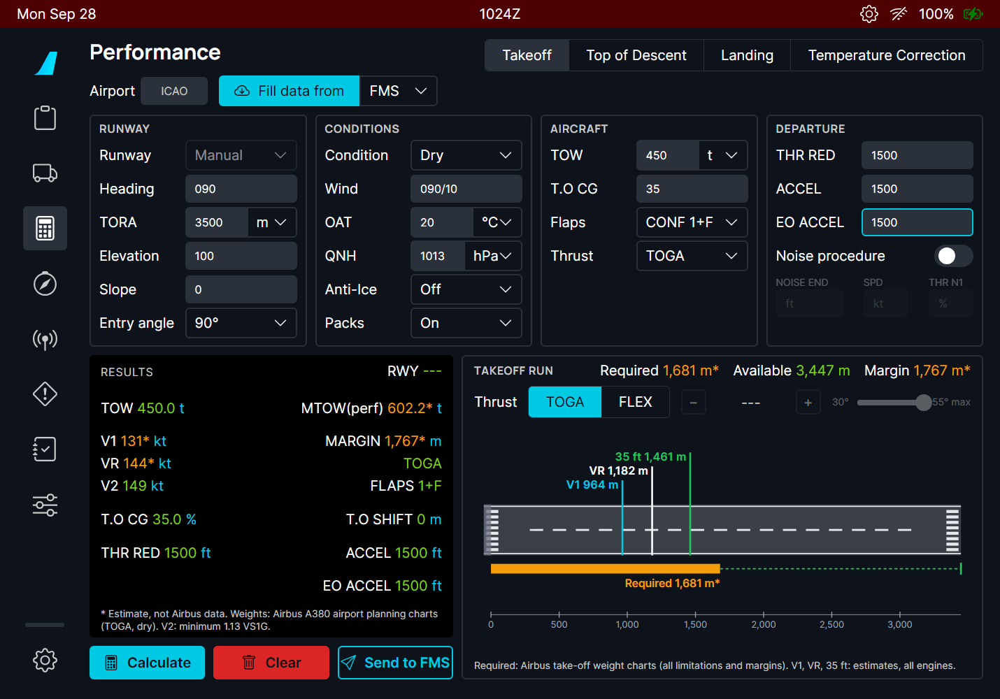 Mon Sep 28
1024Z
100%
Performance
Takeoff
Top of Descent
Landing
Temperature Correction
Airport
ICAO
Fill data from
FMS
RUNWAY
Runway Manual
Heading 090
TORA 3500 m
Elevation 100
Slope 0
Entry angle 90°
CONDITIONS
Condition Dry
Wind 090/10
OAT 20 °C
QNH 1013 hPa
Anti-Ice Off
Packs On
AIRCRAFT
TOW 450 t
T.O CG 35
Flaps CONF 1+F
Thrust TOGA
DEPARTURE
THR RED 1500
ACCEL 1500
EO ACCEL 1500
Noise procedure
NOISE END SPD THR N1
ft kt %
RESULTS RWY ---
TOW 450.0 t MTOW(perf) 602.2* t
V1 131* kt MARGIN 1,767* m
VR 144* kt TOGA
V2 149 kt FLAPS 1+F
T.O CG 35.0 % T.O SHIFT 0 m
THR RED 1500 ft ACCEL 1500 ft
EO ACCEL 1500 ft
* Estimate, not Airbus data. Weights: Airbus A380 airport planning charts
(TOGA, dry). V2: minimum 1.13 VS1G.
Calculate
Clear
Send to FMS
TAKEOFF RUN Required 1,681 m* Available 3,447 m Margin 1,767 m*
Thrust TOGA FLEX − --- + 30° 55° max
35 ft 1,461 m
VR 1,182 m
V1 964 m
Required 1,681 m*
0 500 1,000 1,500 2,000 2,500 3,000
Required: Airbus take-off weight charts (all limitations and margins). V1, VR, 35 ft: estimates, all engines.